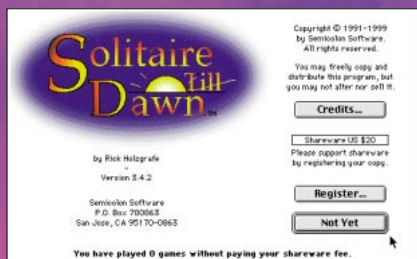 Solitaire
Till
Dawn™
by Rick Holzgrafe
-
Version 3.4.2
Semicolon Software
P.O. Box 700863
San Jose, CA 95170-0863
Copyright © 1991-1999
by Semicolon Software.
All rights reserved.
You may freely copy and
distribute this program, but
you may not alter nor sell it.
Credits...
Shareware US $20
Please support shareware
by registering your copy.
Register...
Not Yet
You have played 0 games without paying your shareware fee.